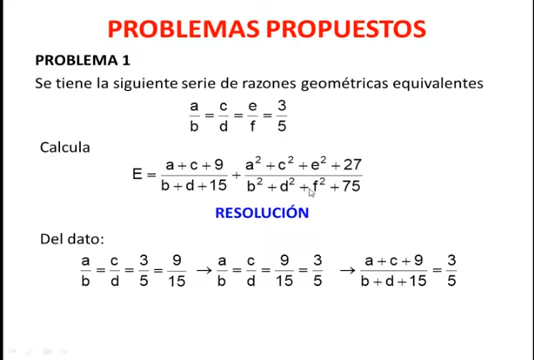 PROBLEMAS PROPUESTOS
PROBLEMA 1
Se tiene la siguiente serie de razones geométricas equivalentes
a/b = c/d = e/f = 3/5
Calcula
E = (a + c + 9)/(b + d + 15) + (a² + c² + e² + 27)/(b² + d² + f² + 75)
RESOLUCIÓN
Del dato:
a/b = c/d = 3/5 = 9/15 → a/b = c/d = 9/15 = 3/5 → (a + c + 9)/(b + d + 15) = 3/5